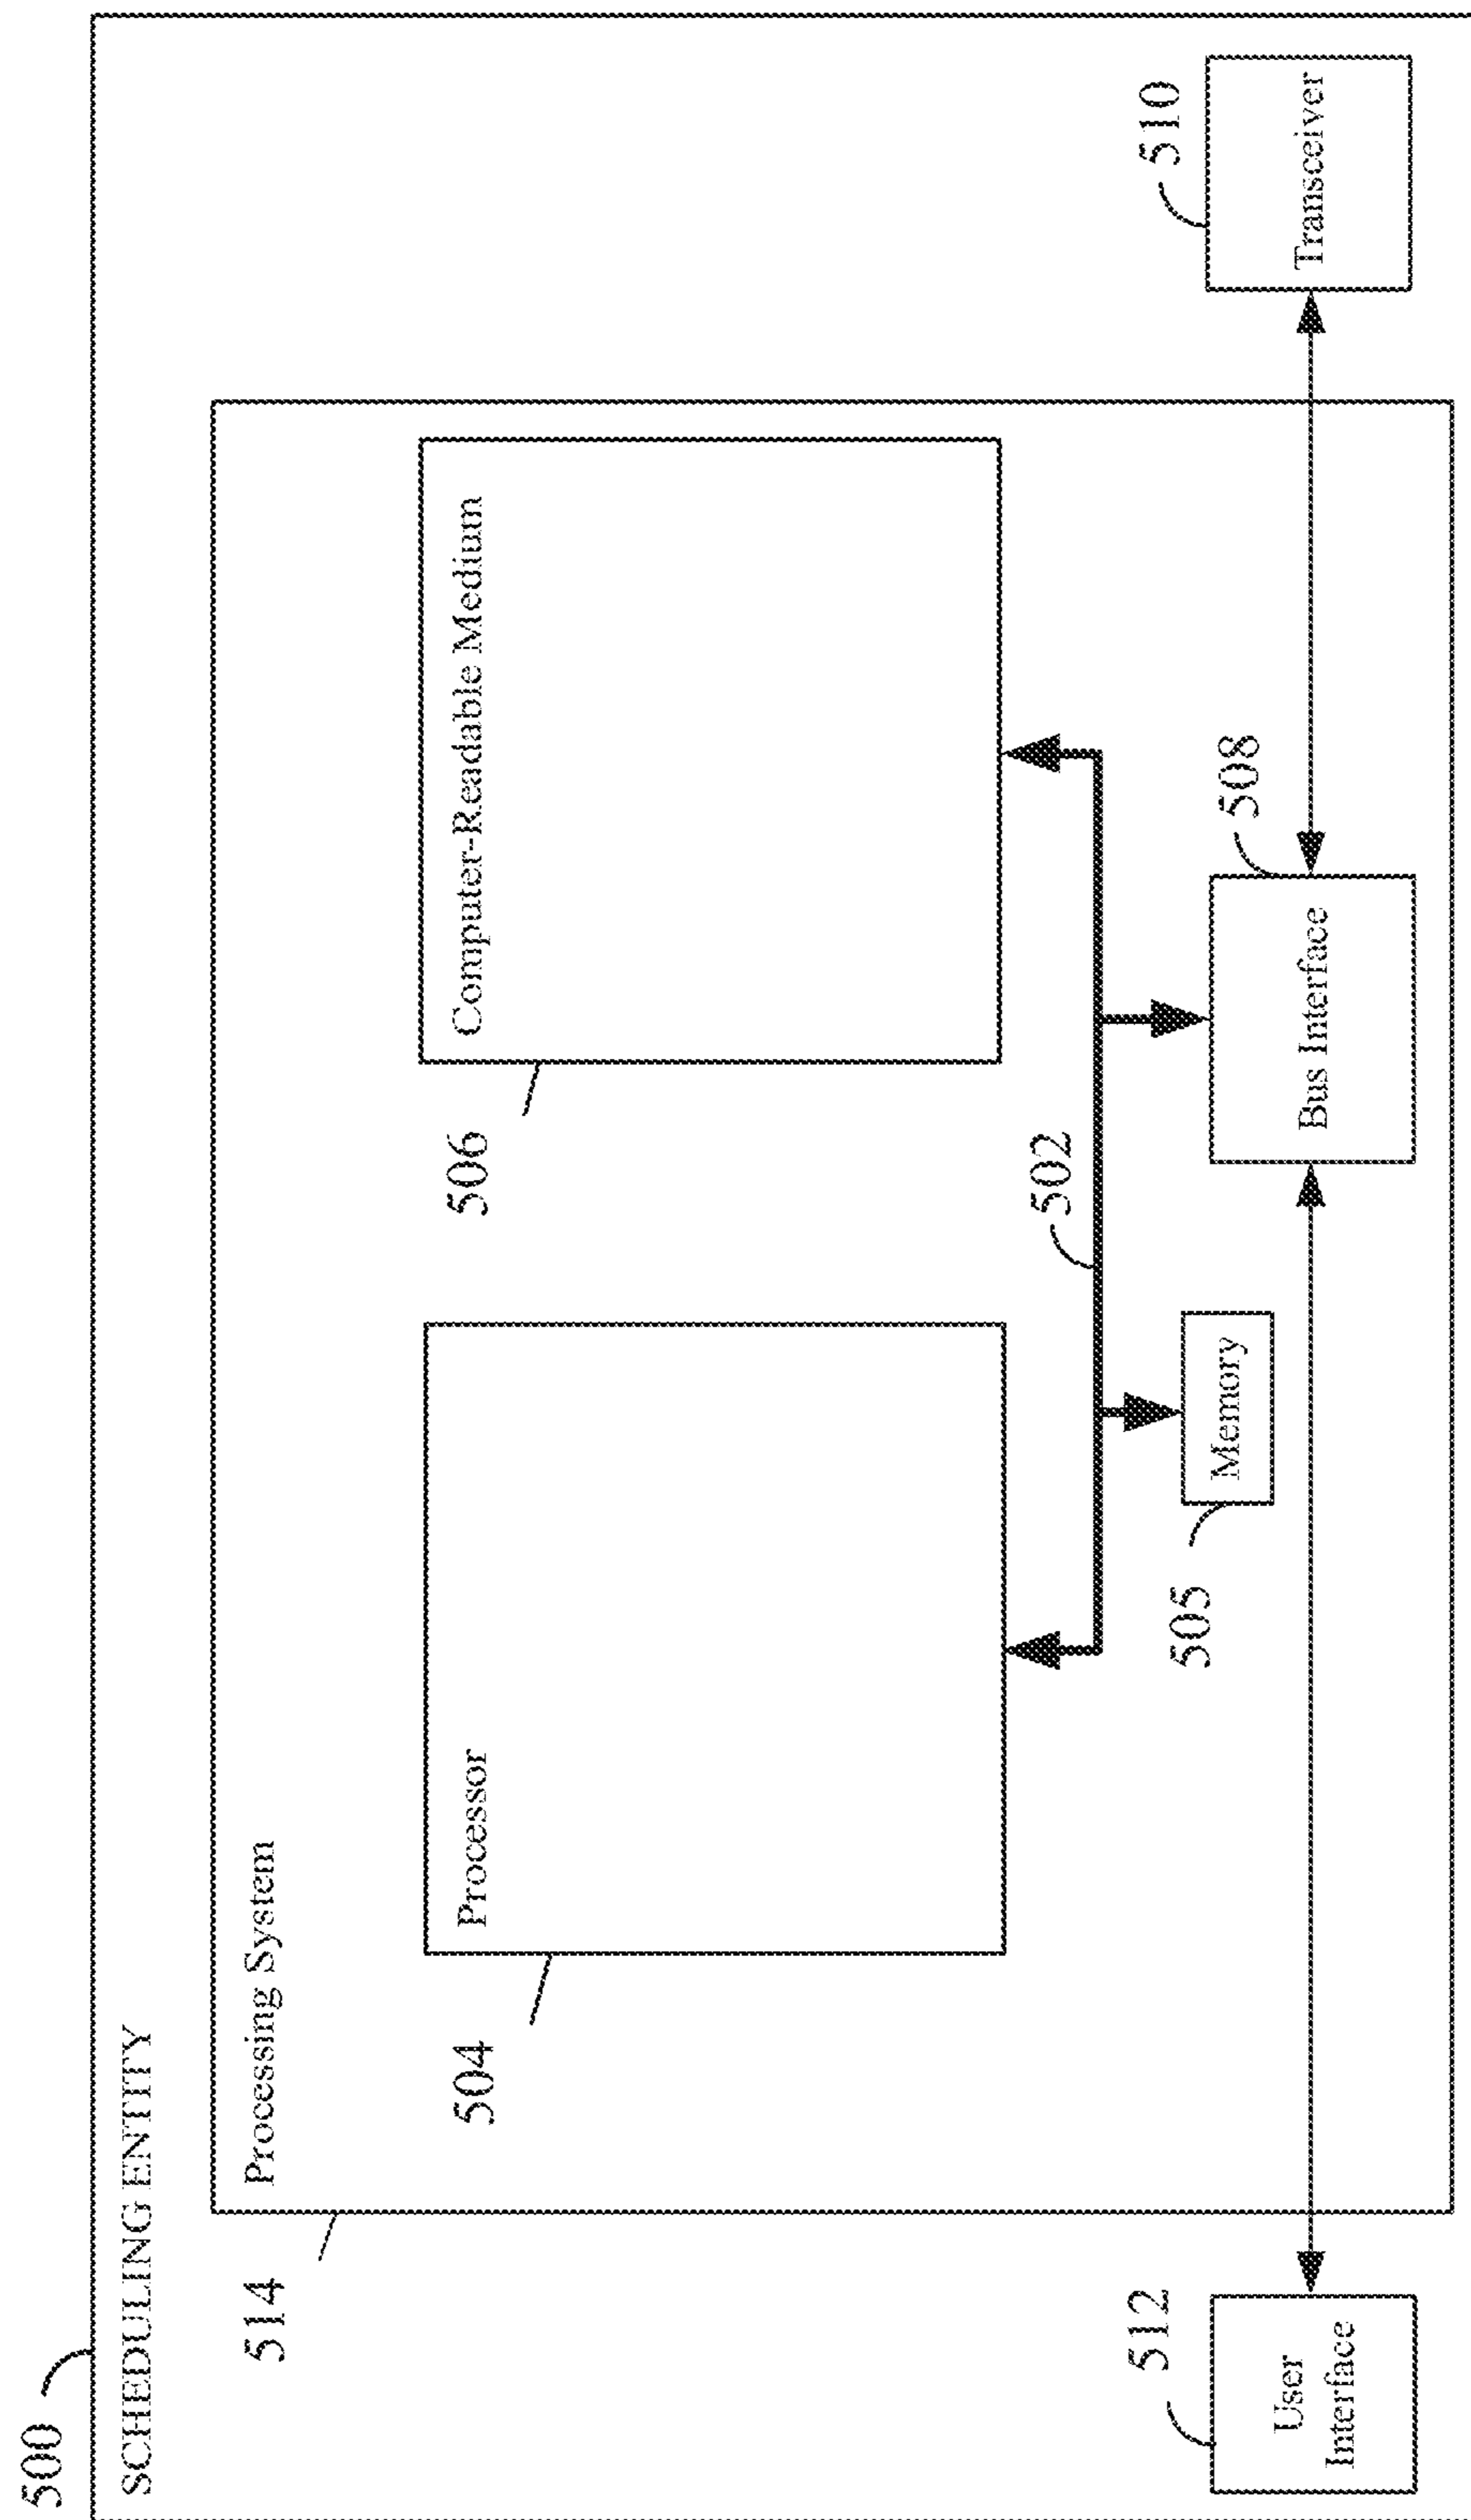 500
SCHEDULING ENTITY
514
Processing System
504
Processor
506
Computer-Readable Medium
502
512
User
Interface
505
Memory
508
Bus Interface
510
Transceiver